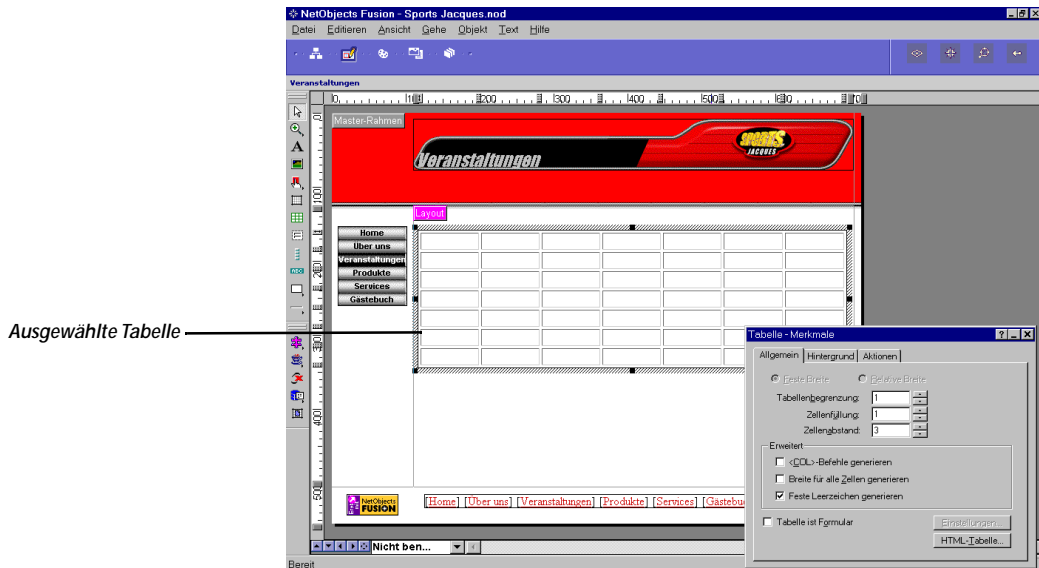 NetObjects Fusion - Sports Jacques.nod
Datei Editieren Ansicht Gehe Objekt Text Hilfe
Veranstaltungen
Master-Rahmen
Veranstaltungen
SPORTS
JACQUES
Layout
Home
Über uns
Veranstaltungen
Produkte
Services
Gästebuch
Ausgewählte Tabelle
Tabelle - Merkmale
Allgemein Hintergrund Aktionen
Feste Breite Relative Breite
Tabellenbegrenzung: 1
Zellenfüllung: 1
Zellenabstand: 3
Erweitert
<COL>-Befehle generieren
Breite für alle Zellen generieren
Feste Leerzeichen generieren
Tabelle ist Formular
Einstellungen...
HTML-Tabelle...
NetObjects
FUSION
[Home] [Über uns] [Veranstaltungen] [Produkte] [Services] [Gästebu
Nicht ben...
Bereit